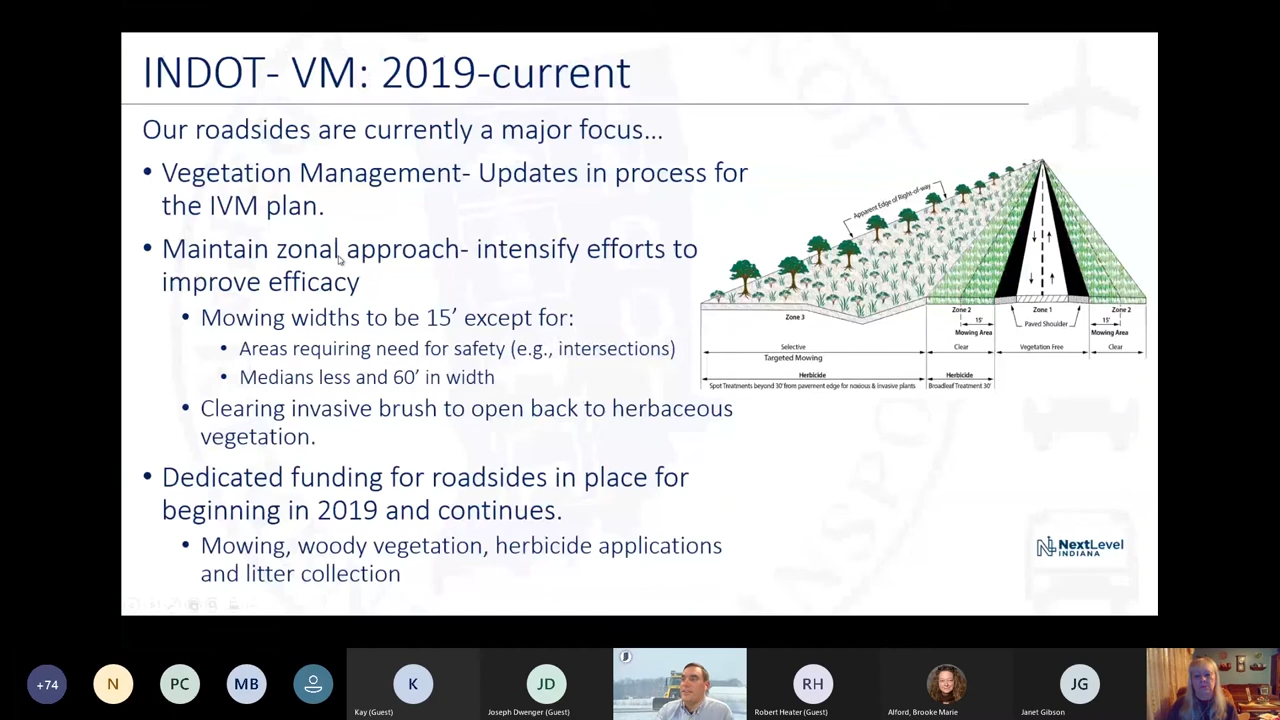 INDOT- VM: 2019-current
Our roadsides are currently a major focus...
• Vegetation Management- Updates in process for
the IVM plan.
• Maintain zonal approach- intensify efforts to
improve efficacy
• Mowing widths to be 15’ except for:
• Areas requiring need for safety (e.g., intersections)
• Medians less and 60’ in width
• Clearing invasive brush to open back to herbaceous
vegetation.
• Dedicated funding for roadsides in place for
beginning in 2019 and continues.
• Mowing, woody vegetation, herbicide applications
and litter collection
Apparent Edge of Right-of-way
Zone 3
Zone 2
15'
Mowing Area
Zone 1
Paved Shoulder
Zone 2
15'
Mowing Area
Selective
Targeted Mowing
Clear
Vegetation Free
Clear
Herbicide
Spot Treatments beyond 30' from pavement edge for noxious & invasive plants
Herbicide
Broadleaf Treatment 30'
NextLevel
INDIANA
+74
N
PC
MB
K
Kay (Guest)
JD
Joseph Dwenger (Guest)
RH
Robert Heater (Guest)
Alford, Brooke Marie
JG
Janet Gibson